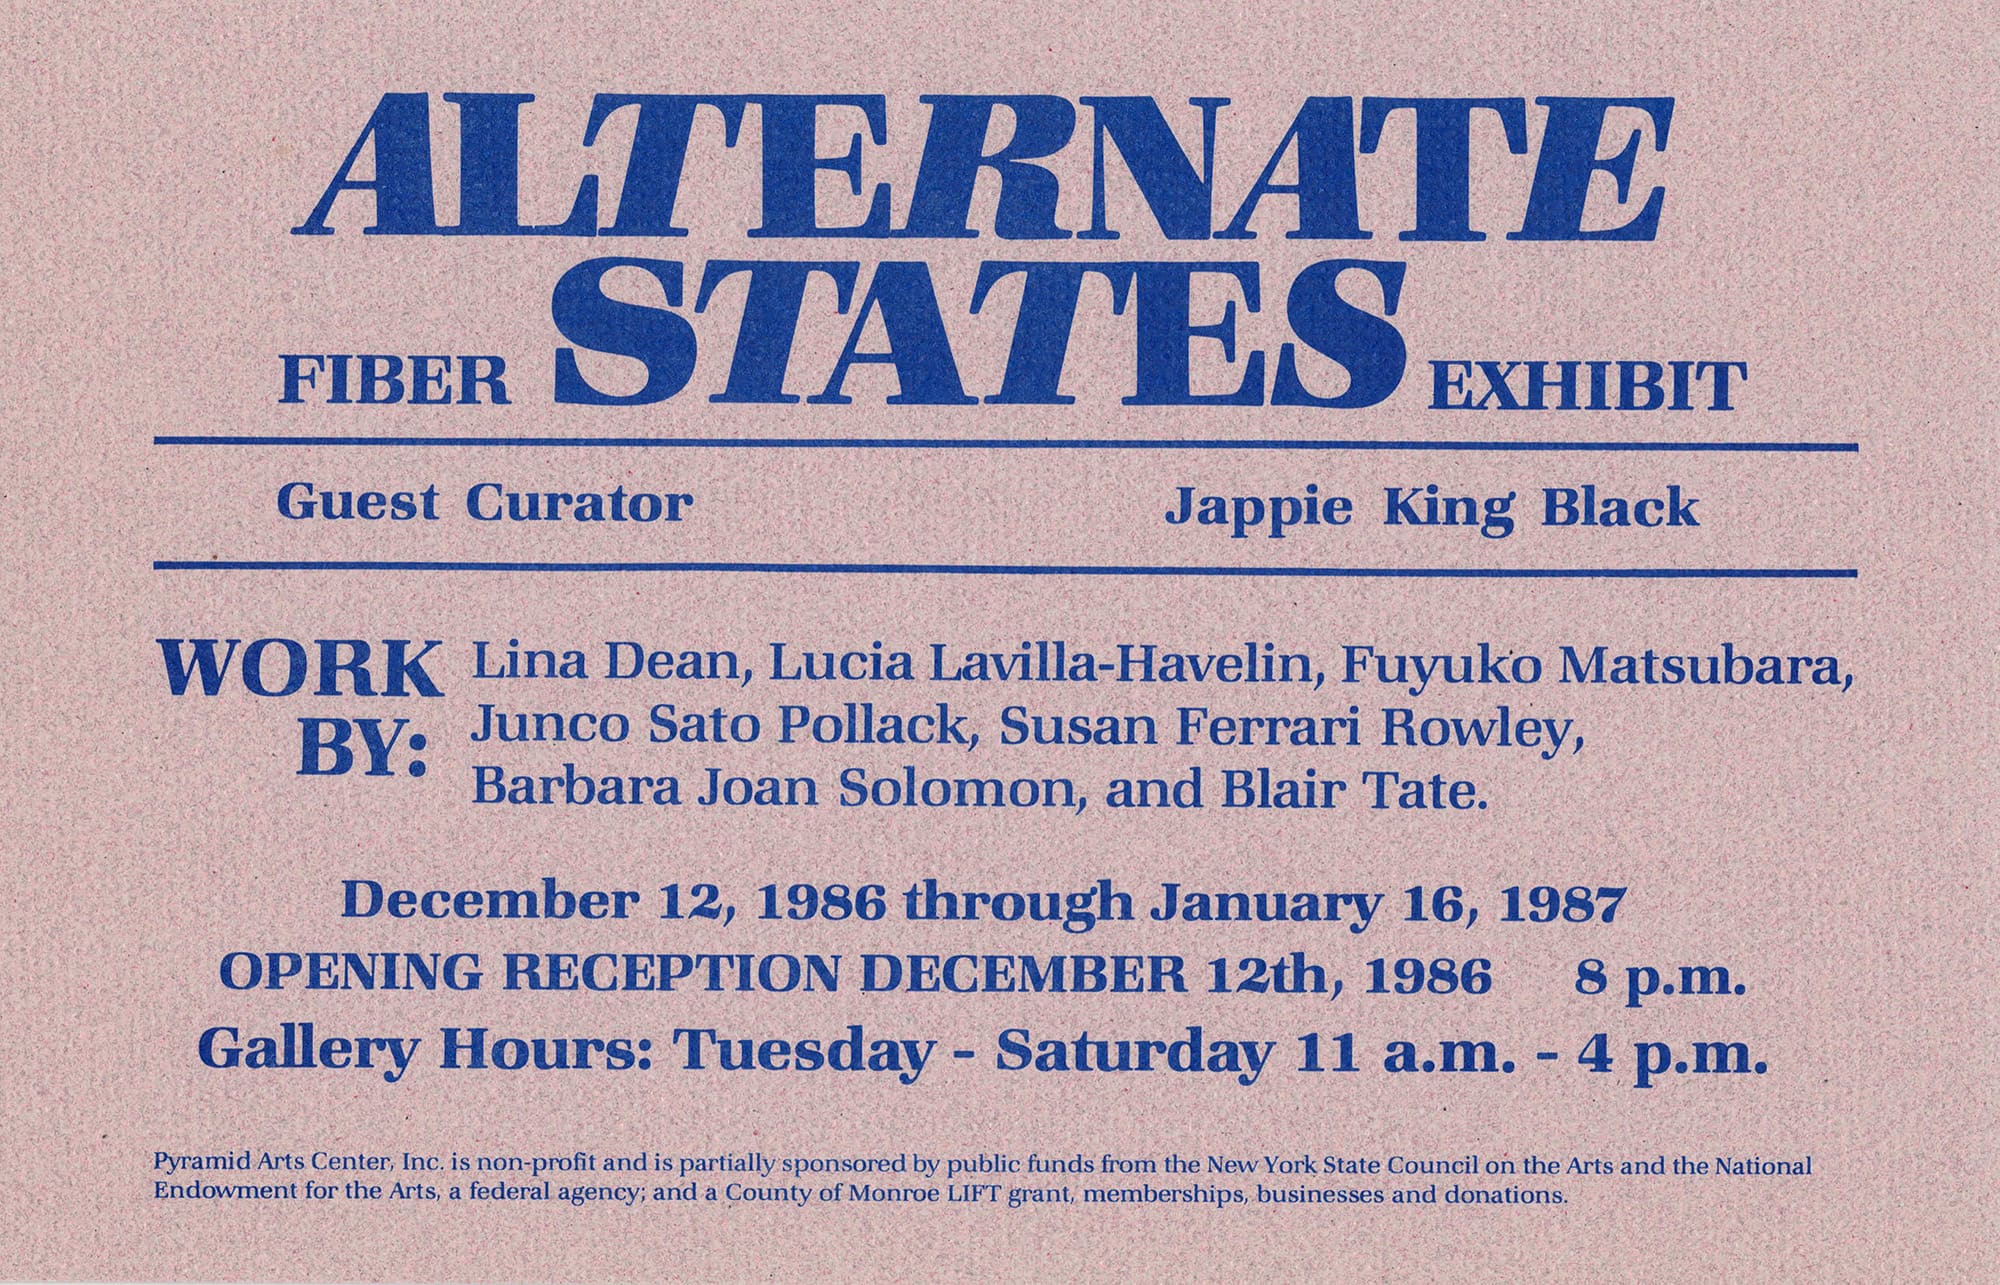 ALTERNATE
FIBER STATES EXHIBIT
Guest Curator Jappie King Black
WORK BY: Lina Dean, Lucia Lavilla-Havelin, Fuyuko Matsubara,
Junco Sato Pollack, Susan Ferrari Rowley,
Barbara Joan Solomon, and Blair Tate.
December 12, 1986 through January 16, 1987
OPENING RECEPTION DECEMBER 12th, 1986 8 p.m.
Gallery Hours: Tuesday - Saturday 11 a.m. - 4 p.m.
Pyramid Arts Center, Inc. is non-profit and is partially sponsored by public funds from the New York State Council on the Arts and the National
Endowment for the Arts, a federal agency; and a County of Monroe LIFT grant, memberships, businesses and donations.